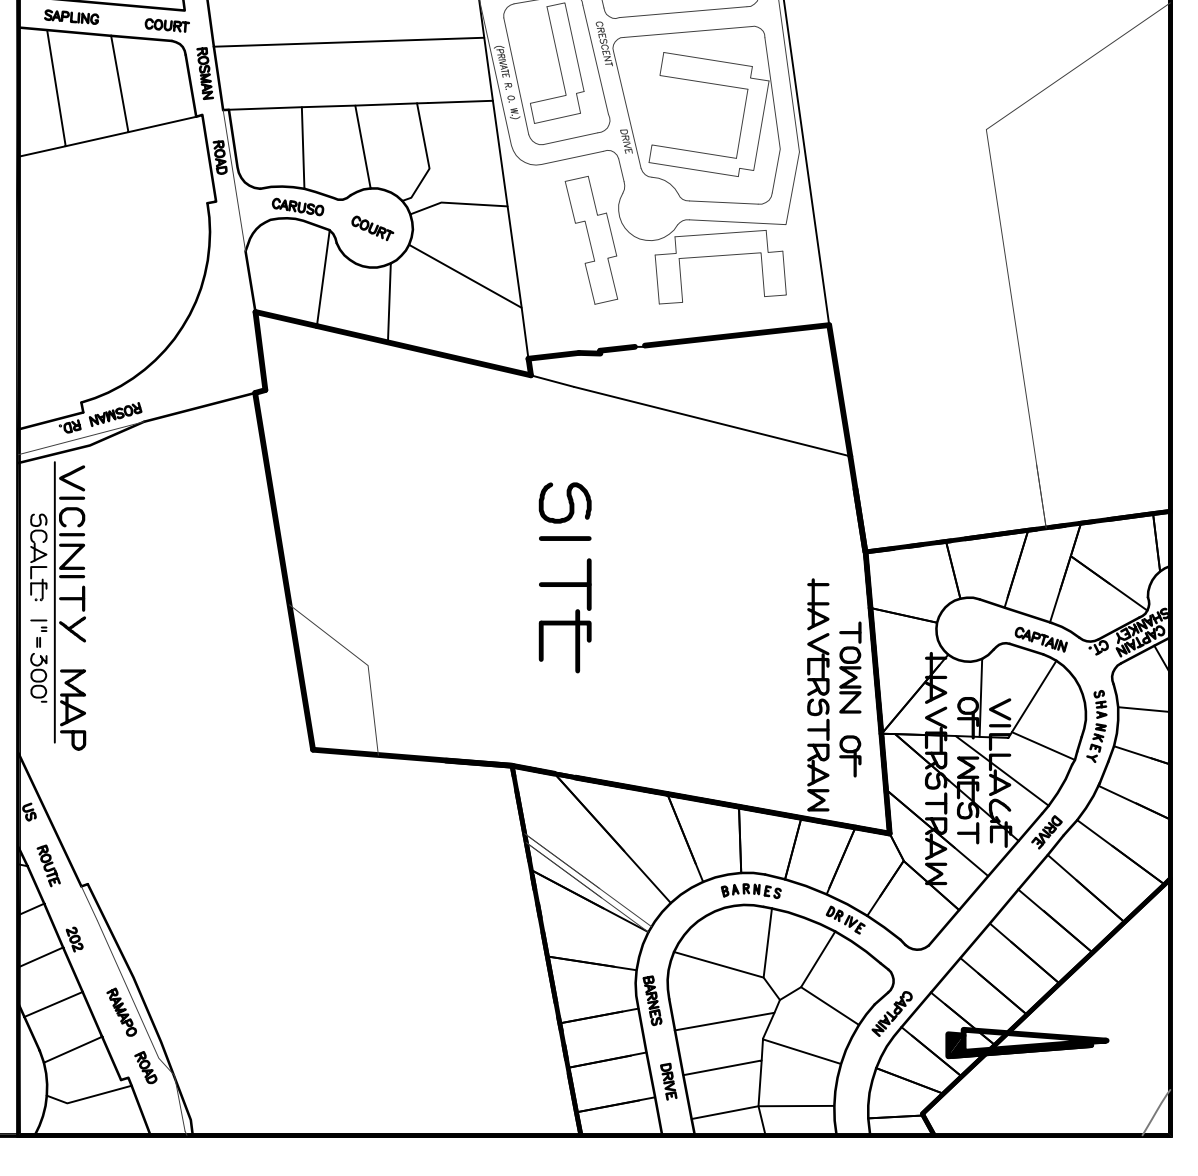 SAPLING COURT
ROSMAN ROAD
CARUSO COURT
CRESCENT DRIVE
(PRIVATE R. O. W.)
ROSMAN RD.
SITE
TOWN OF
HAVERSTRAW
VILLAGE
OF WEST
HAVERSTRAW
CAPTAIN
SHANKEY CT.
CAPTAIN SHANKEY DRIVE
BARNES DRIVE
BARNES DRIVE
CAPTAIN
US ROUTE 202
RAMAPO ROAD
VICINITY MAP
SCALE: 1"=300'